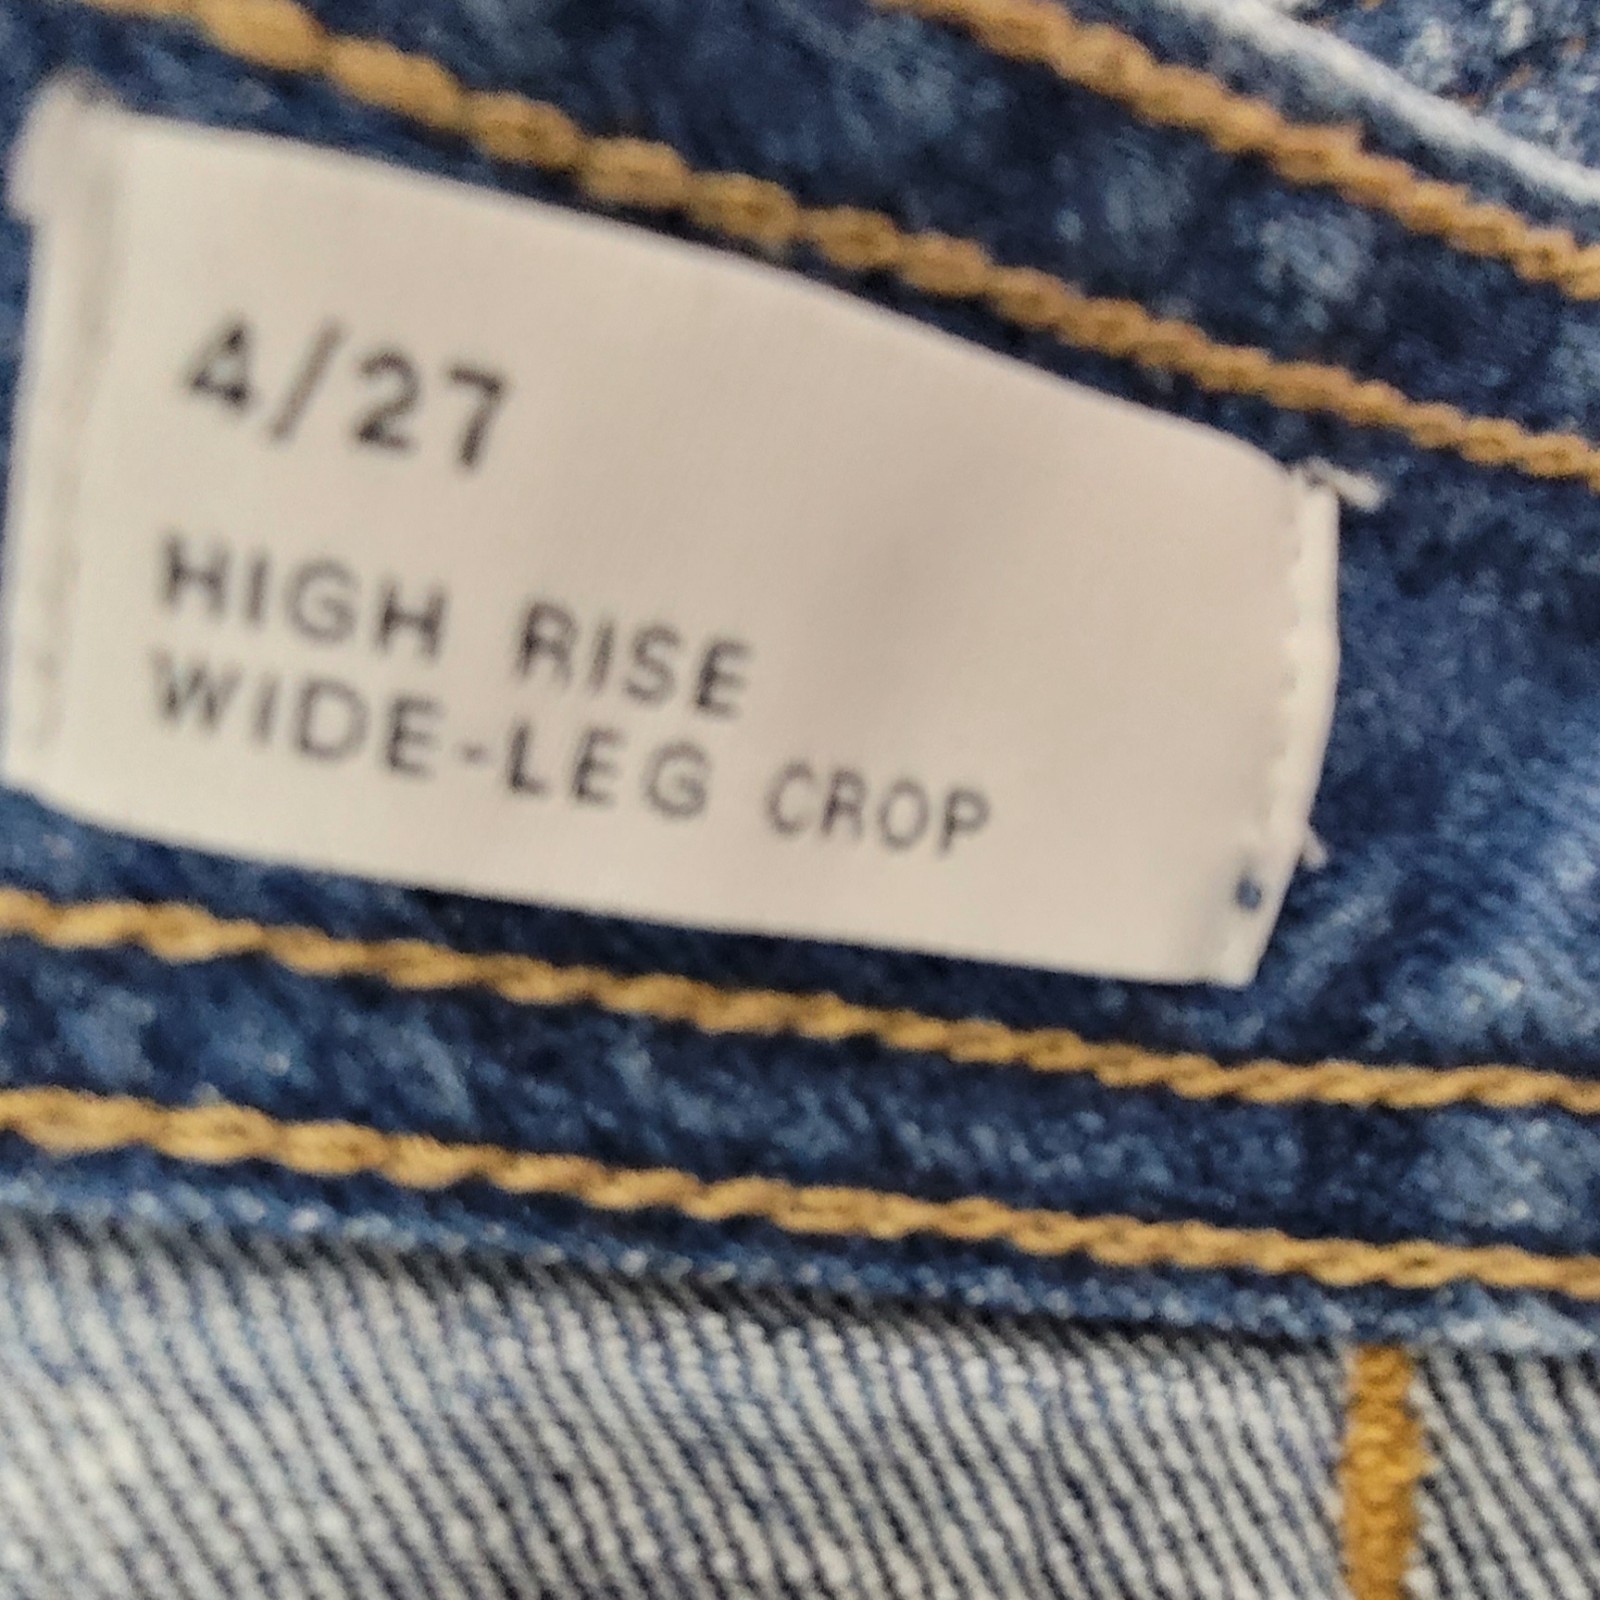 4/27
HIGH RISE
WIDE-LEG CROP